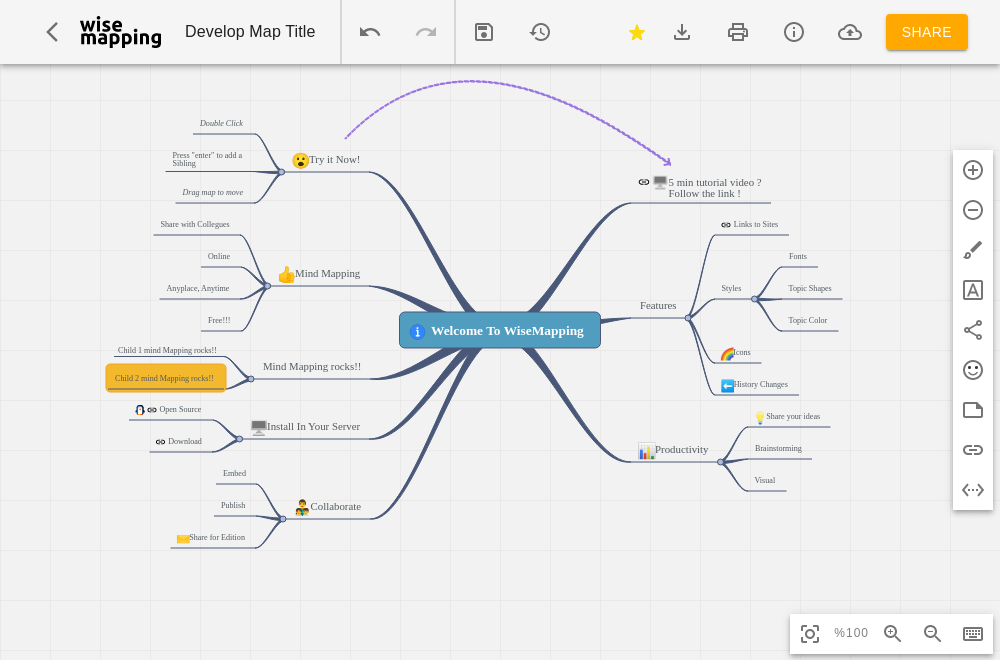 wise
mapping
Develop Map Title
SHARE
Double Click
Press "enter" to add a
Sibling
Drag map to move
Try it Now!
5 min tutorial video ?
Follow the link !
Share with Collegues
Online
Anyplace, Anytime
Free!!!
Mind Mapping
Links to Sites
Fonts
Styles
Topic Shapes
Topic Color
Features
Icons
History Changes
Welcome To WiseMapping
Child 1 mind Mapping rocks!!
Child 2 mind Mapping rocks!!
Mind Mapping rocks!!
Open Source
Download
Install In Your Server
Share your ideas
Brainstorming
Visual
Productivity
Embed
Publish
Share for Edition
Collaborate
%100